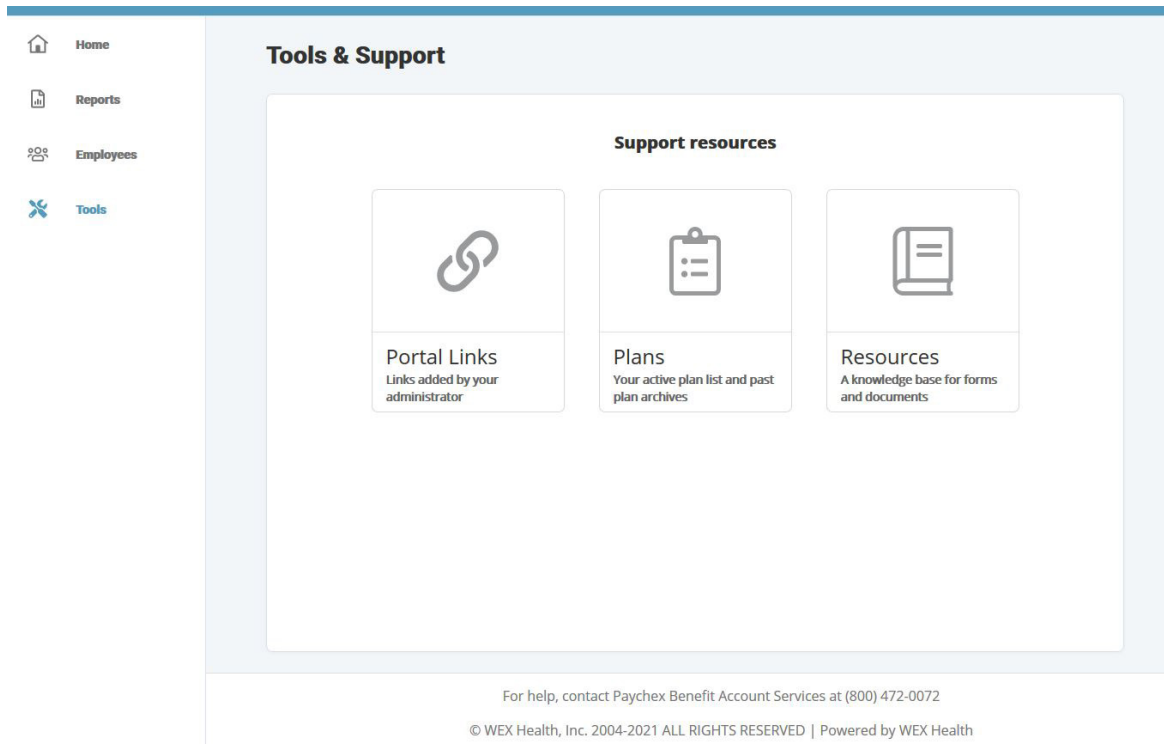 Home
Reports
Employees
Tools
Tools & Support
Support resources
Portal Links
Links added by your
administrator
Plans
Your active plan list and past
plan archives
Resources
A knowledge base for forms
and documents
For help, contact Paychex Benefit Account Services at (800) 472-0072
© WEX Health, Inc. 2004-2021 ALL RIGHTS RESERVED | Powered by WEX Health